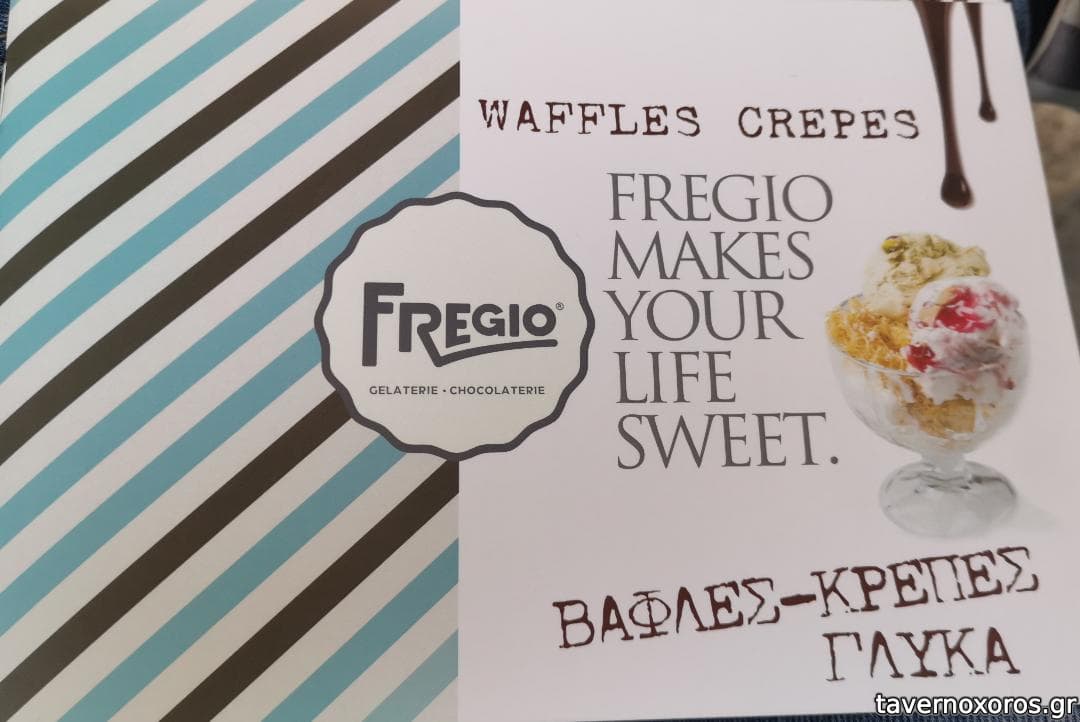 WAFFLES CREPES
FREGIO
MAKES
YOUR
LIFE
SWEET.
FREGIO®
GELATERIE • CHOCOLATERIE
ΒΑΦΛΕΣ-ΚΡΕΠΕΣ
ΓΛΥΚΑ
tavernoxoros.gr